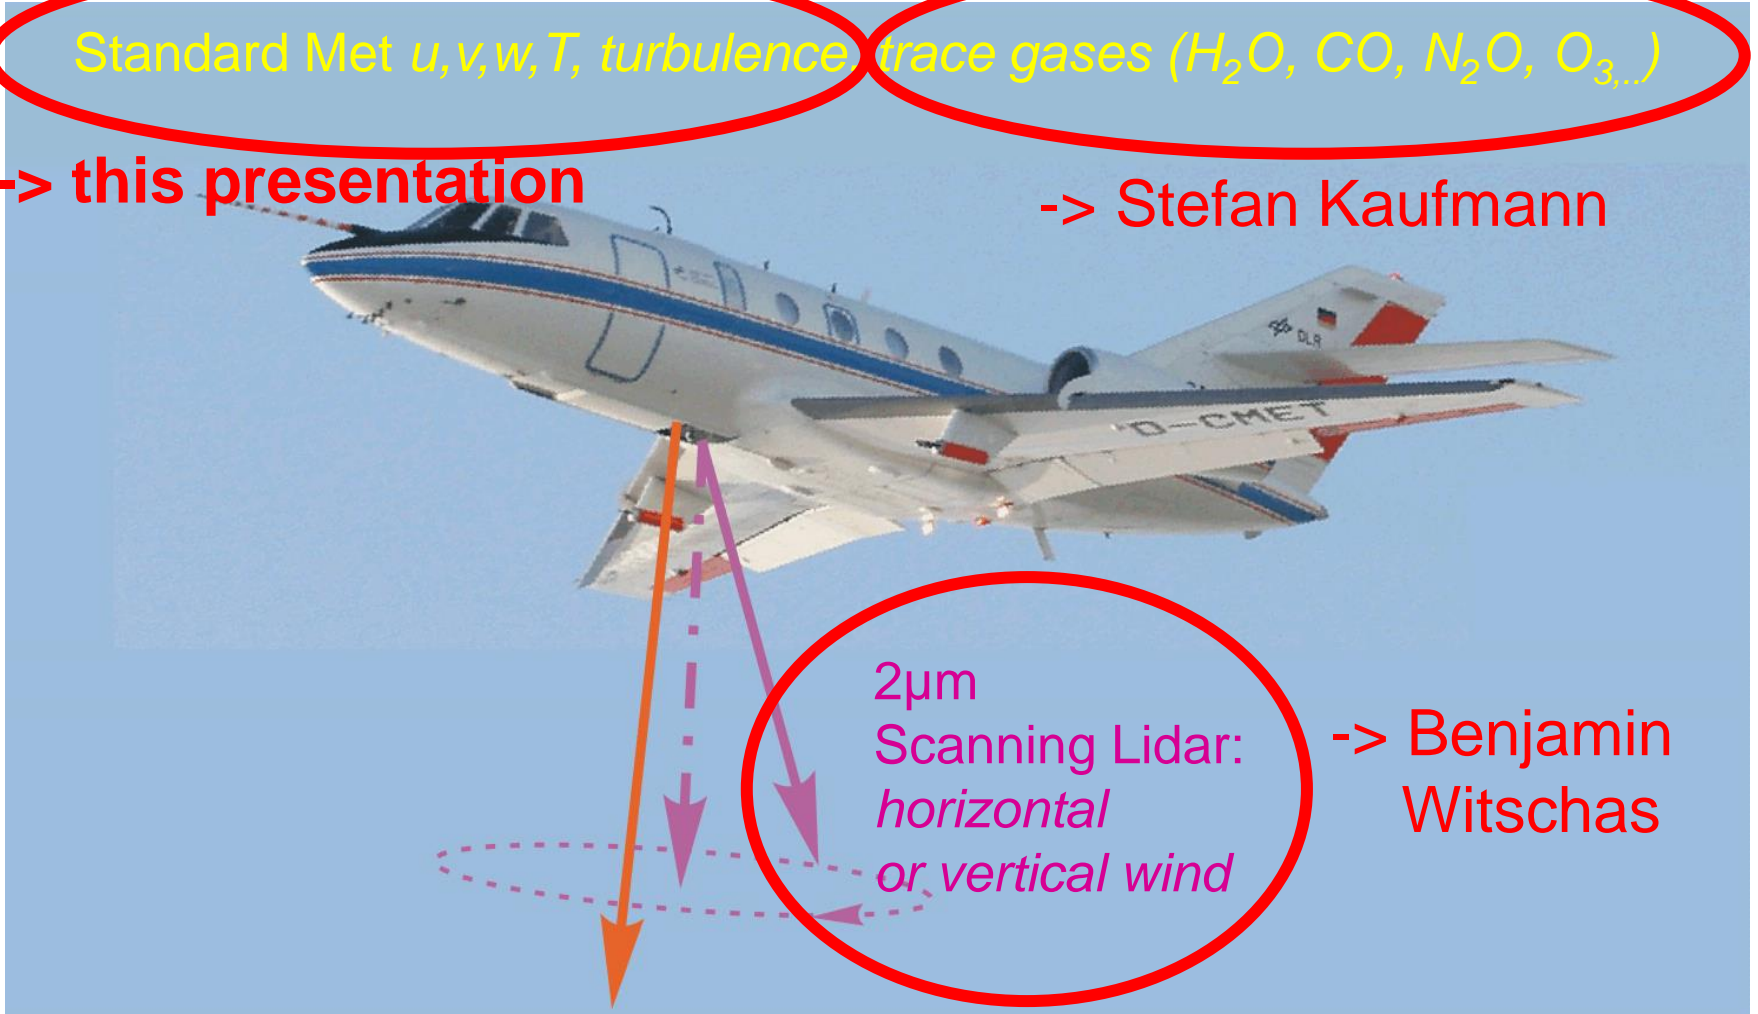 Standard Met u,v,w,T, turbulence, trace gases (H₂O, CO, N₂O, O₃,..)
-> this presentation
-> Stefan Kaufmann
DLR
D-CMET
2µm
Scanning Lidar:
horizontal
or vertical wind
-> Benjamin
Witschas